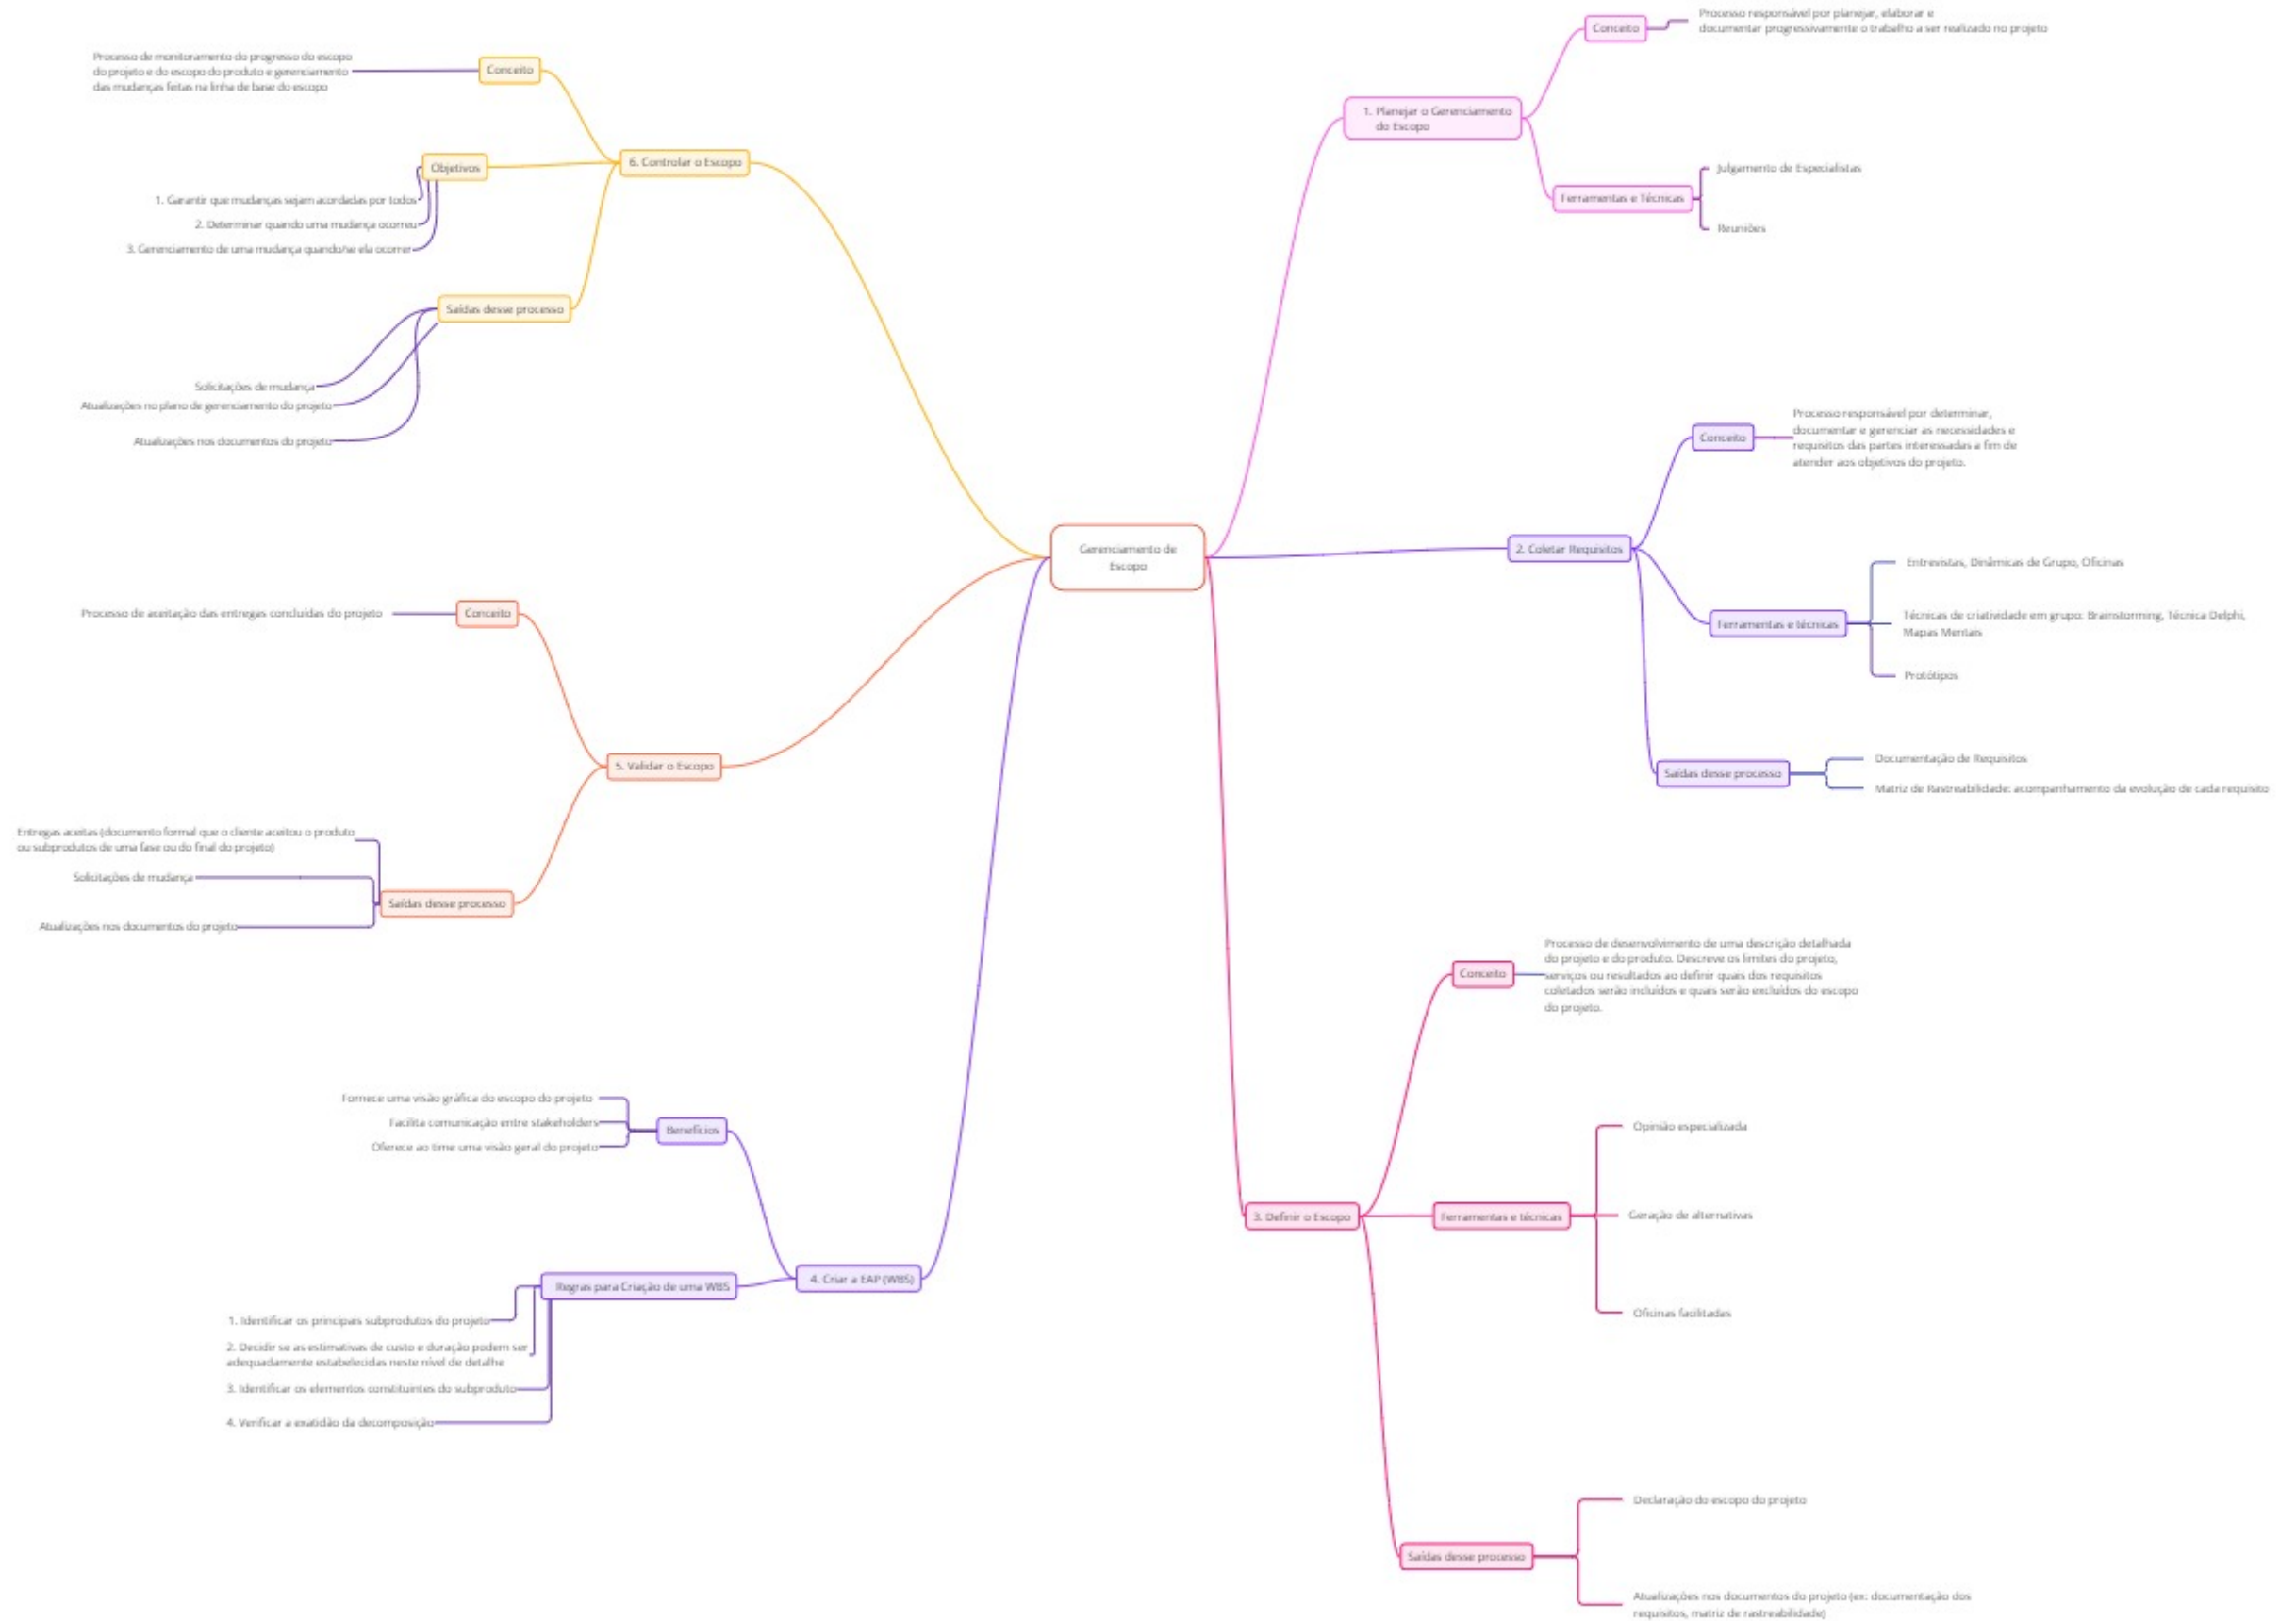 Gerenciamento de
Escopo
1. Planejar o Gerenciamento
do Escopo
Conceito
Processo responsável por planejar, elaborar e
documentar progressivamente o trabalho a ser realizado no projeto
Ferramentas e Técnicas
Julgamento de Especialistas
Reuniões
2. Coletar Requisitos
Conceito
Processo responsável por determinar,
documentar e gerenciar as necessidades e
requisitos das partes interessadas a fim de
atender aos objetivos do projeto.
Ferramentas e técnicas
Entrevistas, Dinâmicas de Grupo, Oficinas
Técnicas de criatividade em grupo: Brainstorming, Técnica Delphi,
Mapas Mentais
Protótipos
Saídas desse processo
Documentação de Requisitos
Matriz de Rastreabilidade: acompanhamento da evolução de cada requisito
3. Definir o Escopo
Conceito
Processo de desenvolvimento de uma descrição detalhada
do projeto e do produto. Descreve os limites do projeto,
serviços ou resultados ao definir quais dos requisitos
coletados serão incluídos e quais serão excluídos do escopo
do projeto.
Ferramentas e técnicas
Opinião especializada
Geração de alternativas
Oficinas facilitadas
Saídas desse processo
Declaração do escopo do projeto
Atualizações nos documentos do projeto (ex: documentação dos
requisitos, matriz de rastreabilidade)
4. Criar a EAP (WBS)
Benefícios
Fornece uma visão gráfica do escopo do projeto
Facilita comunicação entre stakeholders
Oferece ao time uma visão geral do projeto
Regras para Criação de uma WBS
1. Identificar os principais subprodutos do projeto
2. Decidir se as estimativas de custo e duração podem ser
adequadamente estabelecidas neste nível de detalhe
3. Identificar os elementos constituintes do subproduto
4. Verificar a exatidão da decomposição
5. Validar o Escopo
Conceito
Processo de aceitação das entregas concluídas do projeto
Saídas desse processo
Entregas aceitas (documento formal que o cliente aceitou o produto
ou subprodutos de uma fase ou do final do projeto)
Solicitações de mudança
Atualizações nos documentos do projeto
6. Controlar o Escopo
Conceito
Processo de monitoramento do progresso do escopo
do projeto e do escopo do produto e gerenciamento
das mudanças feitas na linha de base do escopo
Objetivos
1. Garantir que mudanças sejam acordadas por todos
2. Determinar quando uma mudança ocorreu
3. Gerenciamento de uma mudança quando/se ela ocorrer
Saídas desse processo
Solicitações de mudança
Atualizações no plano de gerenciamento do projeto
Atualizações nos documentos do projeto